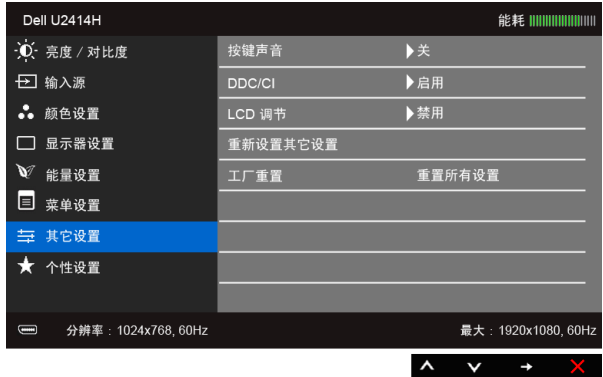 Dell U2414H 能耗
亮度 / 对比度
输入源
颜色设置
显示器设置
能量设置
菜单设置
其它设置
个性设置
按键声音 关
DDC/CI 启用
LCD 调节 禁用
重新设置其它设置
工厂重置 重置所有设置
分辨率 : 1024x768, 60Hz 最大 : 1920x1080, 60Hz